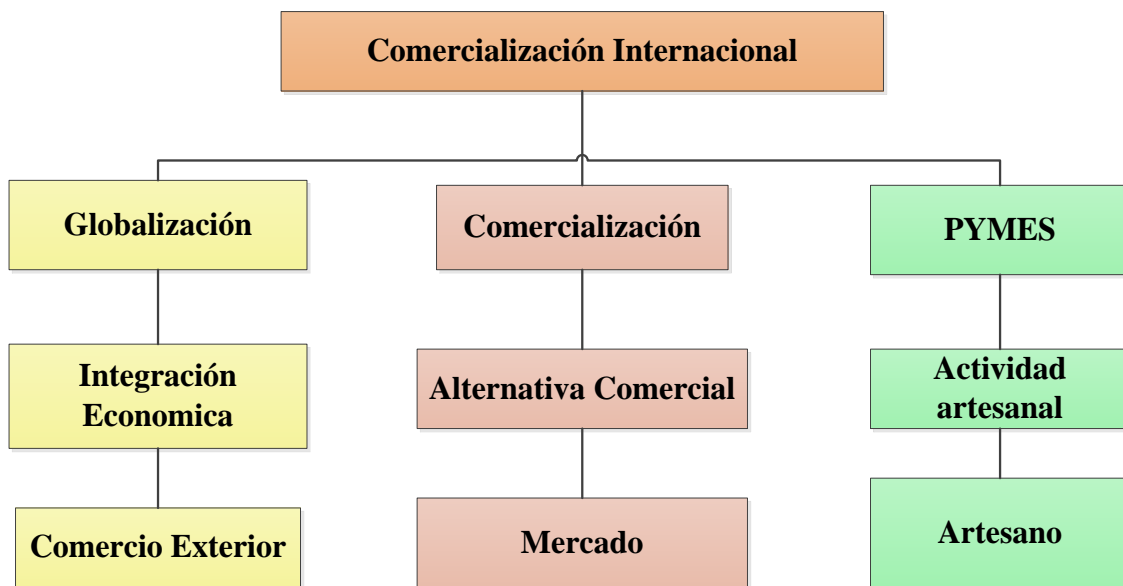 Comercialización Internacional
Globalización
Comercialización
PYMES
Integración
Economica
Alternativa Comercial
Actividad
artesanal
Comercio Exterior
Mercado
Artesano